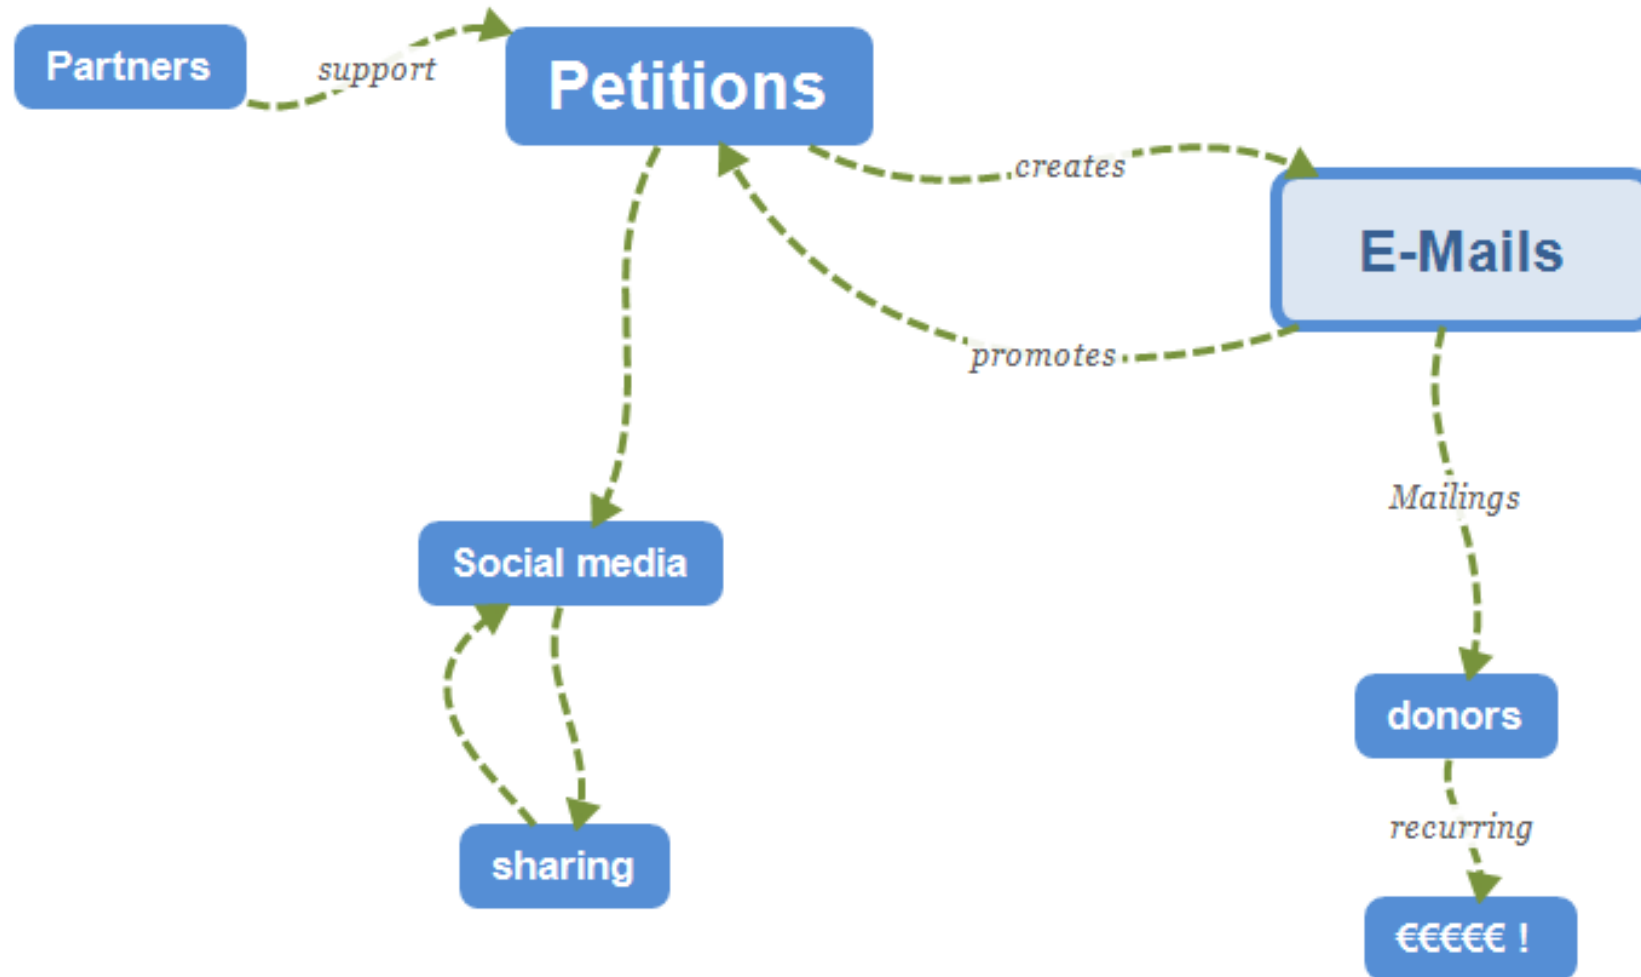 Partners
support
Petitions
creates
E-Mails
promotes
Mailings
Social media
donors
recurring
sharing
€€€€€ !